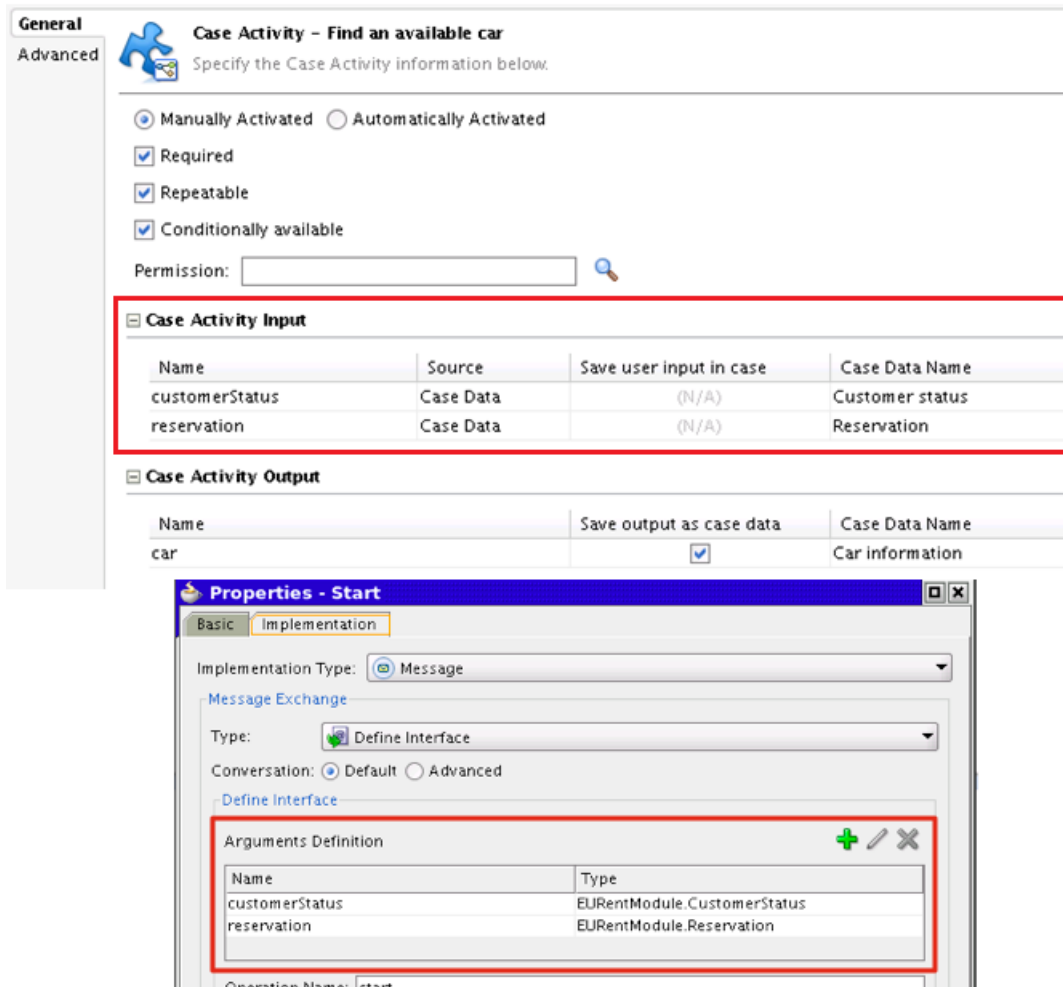 General
Advanced
Case Activity – Find an available car
Specify the Case Activity information below.
Manually Activated Automatically Activated
Required
Repeatable
Conditionally available
Permission:
Case Activity Input
Name Source Save user input in case Case Data Name
customerStatus Case Data (N/A) Customer status
reservation Case Data (N/A) Reservation
Case Activity Output
Name Save output as case data Case Data Name
car Car information
Properties - Start
Basic Implementation
Implementation Type: Message
Message Exchange
Type: Define Interface
Conversation: Default Advanced
Define Interface
Arguments Definition
Name Type
customerStatus EURentModule.CustomerStatus
reservation EURentModule.Reservation
Operation Name: start